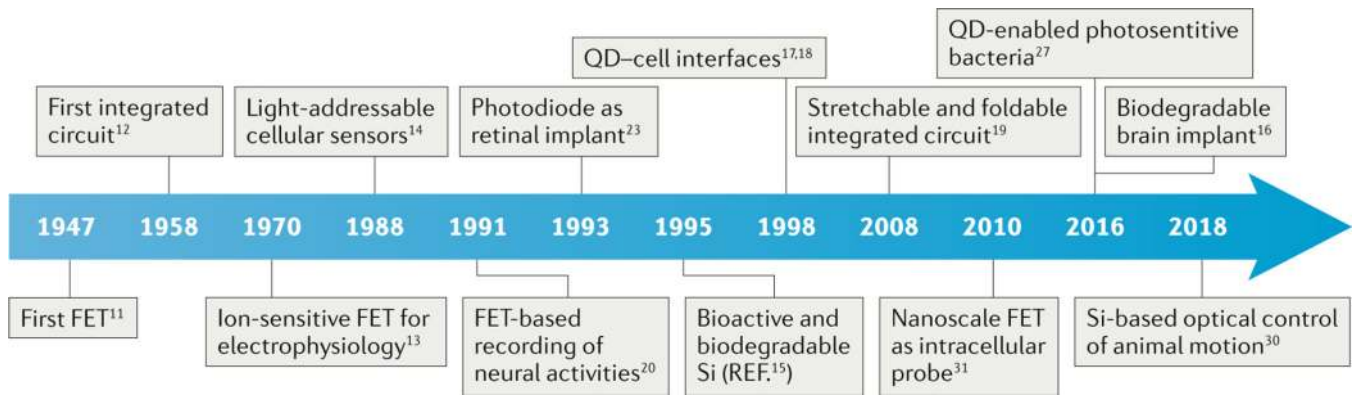 QD–cell interfaces17,18
QD-enabled photosentitive
bacteria27
First integrated
circuit12
Light-addressable
cellular sensors14
Photodiode as
retinal implant23
Stretchable and foldable
integrated circuit19
Biodegradable
brain implant16
1947 1958 1970 1988 1991 1993 1995 1998 2008 2010 2016 2018
First FET11
Ion-sensitive FET for
electrophysiology13
FET-based
recording of
neural activities20
Bioactive and
biodegradable
Si (REF.15)
Nanoscale FET
as intracellular
probe31
Si-based optical control
of animal motion30